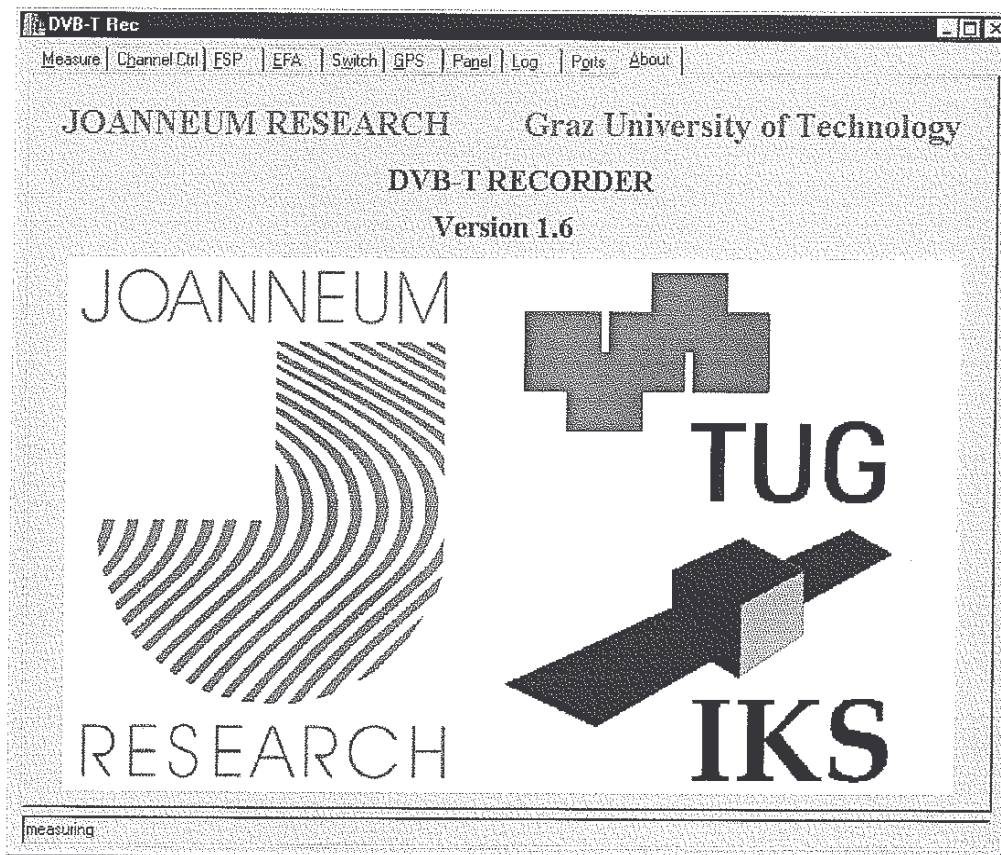 DVB-T Rec
Measure Channel Ctrl FSP EFA Switch GPS Panel Log Ports About
JOANNEUM RESEARCH Graz University of Technology
DVB-T RECORDER
Version 1.6
JOANNEUM
TUG
RESEARCH
IKS
measuring